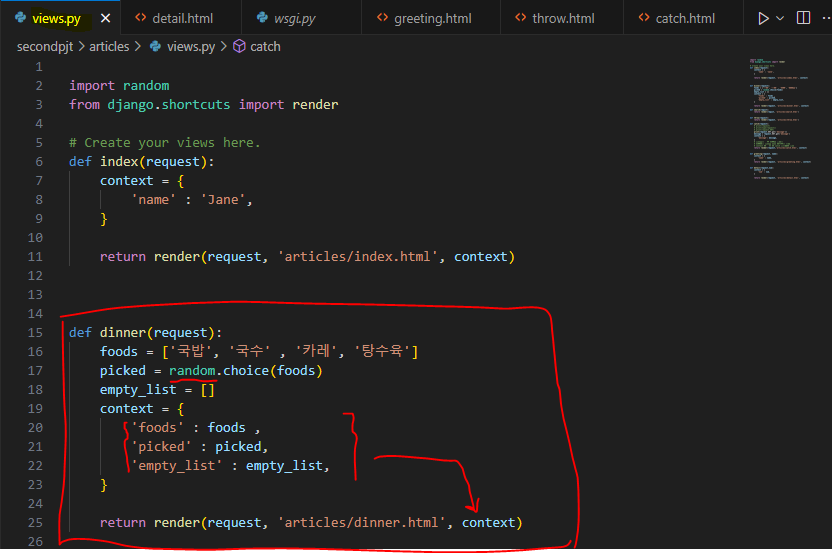 views.py detail.html wsgi.py greeting.html throw.html catch.html
secondpjt > articles > views.py > catch
1
2 import random
3 from django.shortcuts import render
4
5 # Create your views here.
6 def index(request):
7 context = {
8 'name' : 'Jane',
9 }
10
11 return render(request, 'articles/index.html', context)
12
13
14
15 def dinner(request):
16 foods = ['국밥', '국수' , '카레', '탕수육']
17 picked = random.choice(foods)
18 empty_list = []
19 context = {
20 'foods' : foods ,
21 'picked' : picked,
22 'empty_list' : empty_list,
23 }
24
25 return render(request, 'articles/dinner.html', context)
26